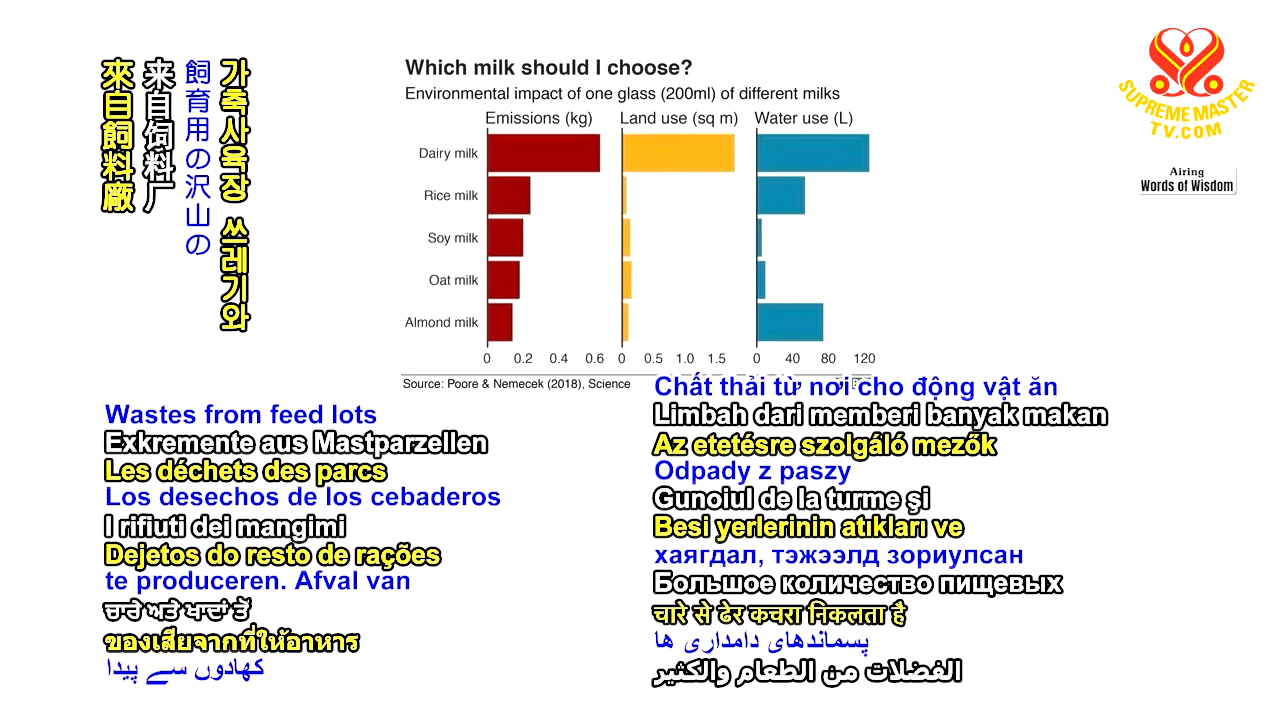 來自飼料廠
来自饲料厂
飼育用の沢山の
가축사육장 쓰레기와
Which milk should I choose?
Environmental impact of one glass (200ml) of different milks
Emissions (kg) Land use (sq m) Water use (L)
Dairy milk
Rice milk
Soy milk
Oat milk
Almond milk
0 0.2 0.4 0.6 0 0.5 1.0 1.5 0 40 80 120
Source: Poore & Nemecek (2018), Science
SUPREME MASTER
TV.COM
Airing
Words of Wisdom
Wastes from feed lots
Exkremente aus Mastparzellen
Les déchets des parcs
Los desechos de los cebaderos
I rifiuti dei mangimi
Dejetos do resto de rações
te produceren. Afval van
ਚਾਰੇ ਅਤੇ ਖਾਦਾਂ ਤੋਂ
ของเสียจากที่ให้อาหาร
کھادوں سے پیدا
Chất thải từ nơi cho động vật ăn
Limbah dari memberi banyak makan
Az etetésre szolgáló mezők
Odpady z paszy
Gunoiul de la turme şi
Besi yerlerinin atıkları ve
хаягдал, тэжээлд зориулсан
Большое количество пищевых
चारे से ढेर कचरा निकलता है
پسماندهای دامداری ها
الفضلات من الطعام والكثير